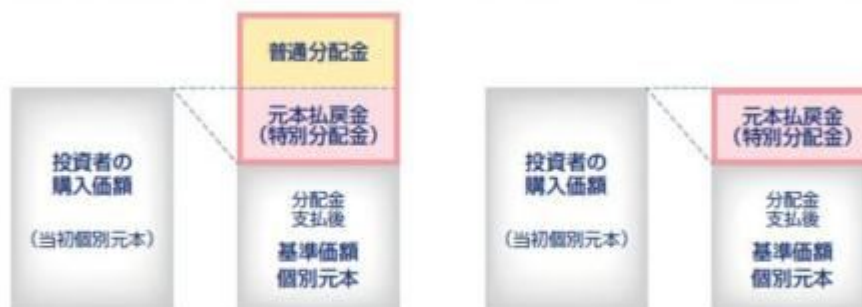 普通分配金
元本払戻金
(特別分配金)
投資者の
購入価額
(当初個別元本)
分配金
支払後
基準価額
個別元本
元本払戻金
(特別分配金)
投資者の
購入価額
(当初個別元本)
分配金
支払後
基準価額
個別元本